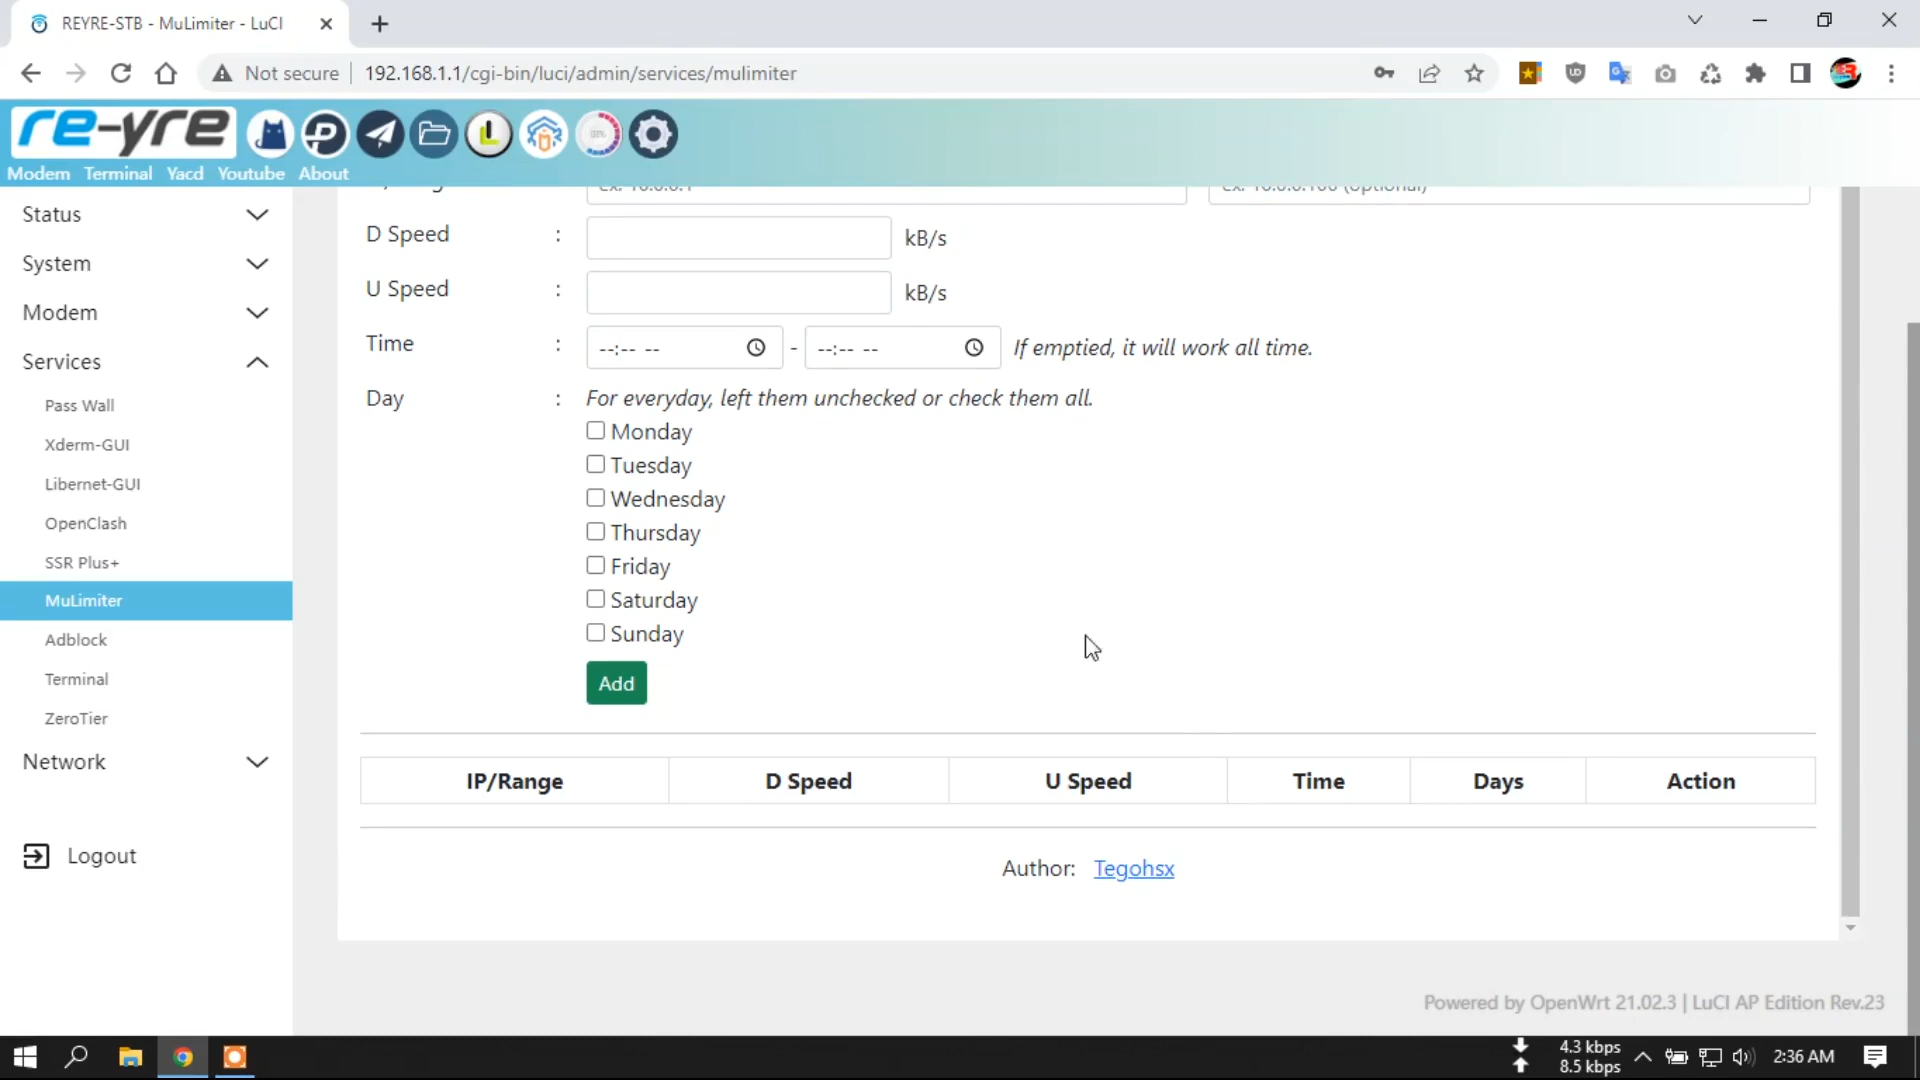 REYRE-STB - MuLimiter - LuCI
Not secure
192.168.1.1/cgi-bin/luci/admin/services/mulimiter
re-yre
Modem Terminal Yacd Youtube About
Status
System
Modem
Services
Pass Wall
Xderm-GUI
Libernet-GUI
OpenClash
SSR Plus+
MuLimiter
Adblock
Terminal
ZeroTier
Network
Logout
D Speed : kB/s
U Speed : kB/s
Time : --:-- -- - --:-- -- If emptied, it will work all time.
Day : For everyday, left them unchecked or check them all.
Monday
Tuesday
Wednesday
Thursday
Friday
Saturday
Sunday
Add
IP/Range D Speed U Speed Time Days Action
Author: Tegohsx
Powered by OpenWrt 21.02.3 | LuCI AP Edition Rev.23
4.3 kbps
8.5 kbps
2:36 AM